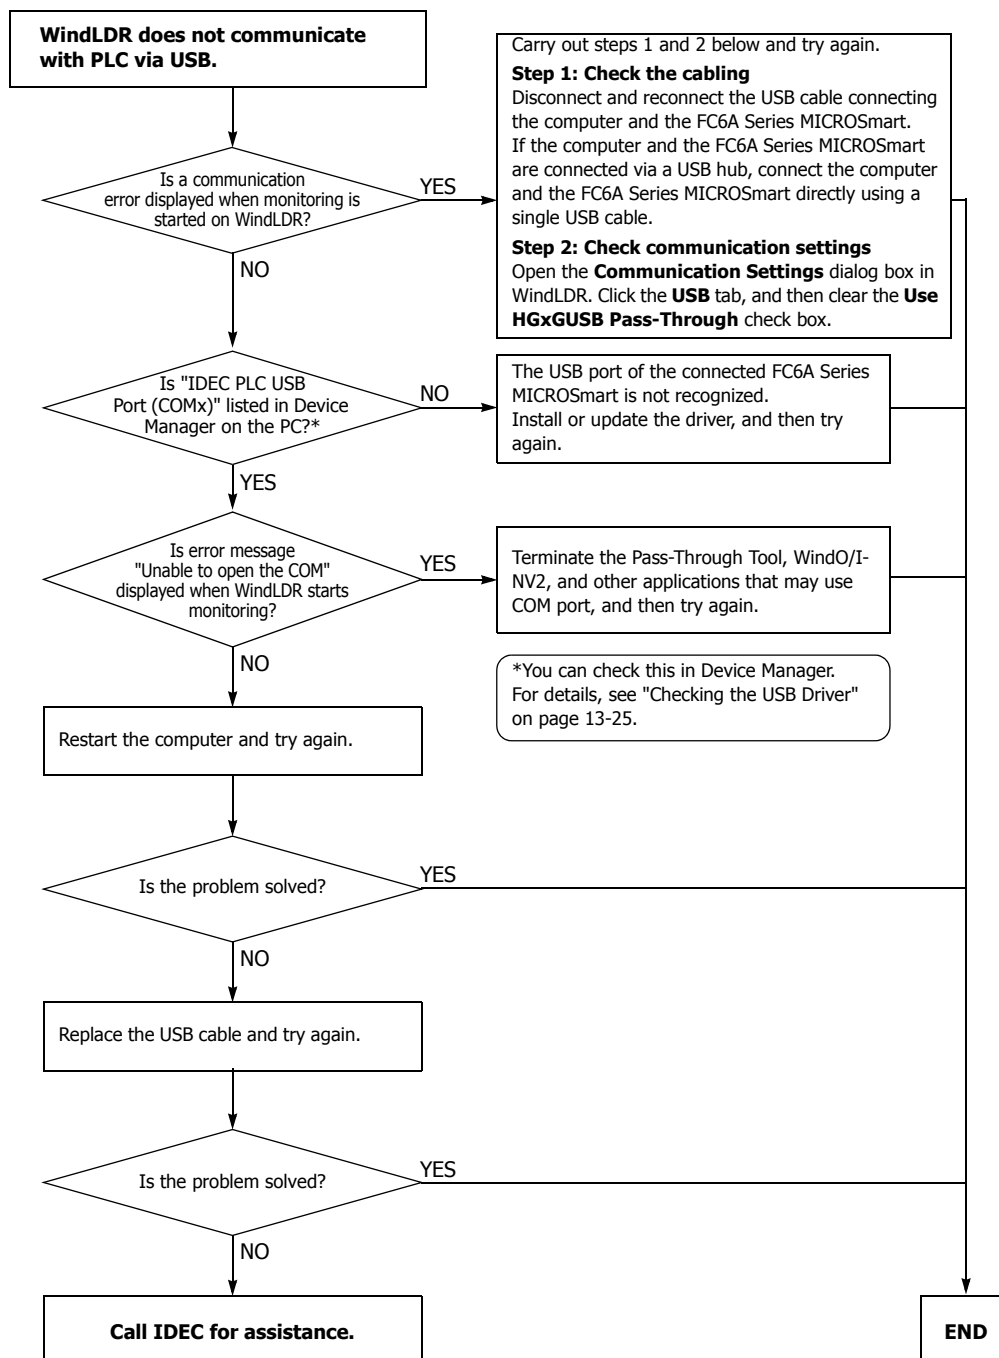 WindLDR does not communicate
with PLC via USB.
Is a communication
error displayed when monitoring is
started on WindLDR?
YES
NO
Carry out steps 1 and 2 below and try again.
Step 1: Check the cabling
Disconnect and reconnect the USB cable connecting
the computer and the FC6A Series MICROSmart.
If the computer and the FC6A Series MICROSmart
are connected via a USB hub, connect the computer
and the FC6A Series MICROSmart directly using a
single USB cable.
Step 2: Check communication settings
Open the Communication Settings dialog box in
WindLDR. Click the USB tab, and then clear the Use
HGxGUSB Pass-Through check box.
Is "IDEC PLC USB
Port (COMx)" listed in Device
Manager on the PC?*
NO
YES
The USB port of the connected FC6A Series
MICROSmart is not recognized.
Install or update the driver, and then try
again.
Is error message
"Unable to open the COM"
displayed when WindLDR starts
monitoring?
YES
NO
Terminate the Pass-Through Tool, WindO/I-
NV2, and other applications that may use
COM port, and then try again.
*You can check this in Device Manager.
For details, see "Checking the USB Driver"
on page 13-25.
Restart the computer and try again.
Is the problem solved?
YES
NO
Replace the USB cable and try again.
Is the problem solved?
YES
NO
Call IDEC for assistance.
END